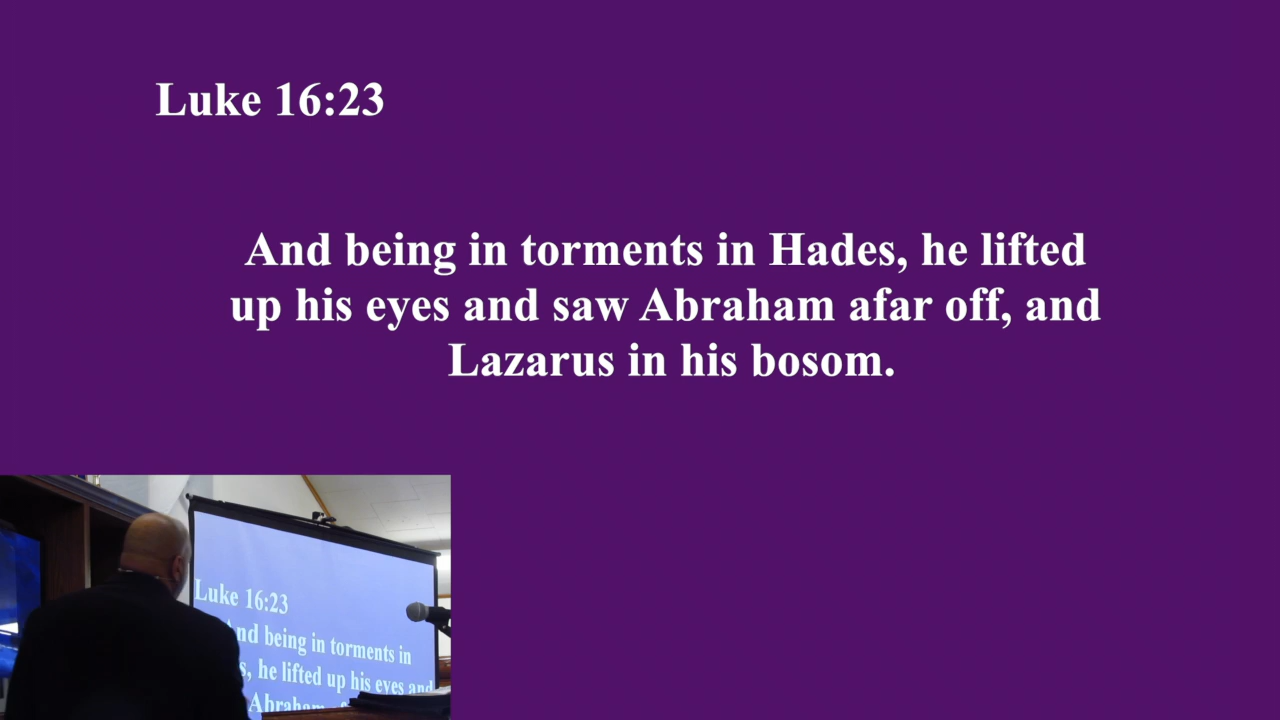 Luke 16:23
And being in torments in Hades, he lifted
up his eyes and saw Abraham afar off, and
Lazarus in his bosom.
Luke 16:23
And being in torments in
he lifted up his eyes and
Abraham